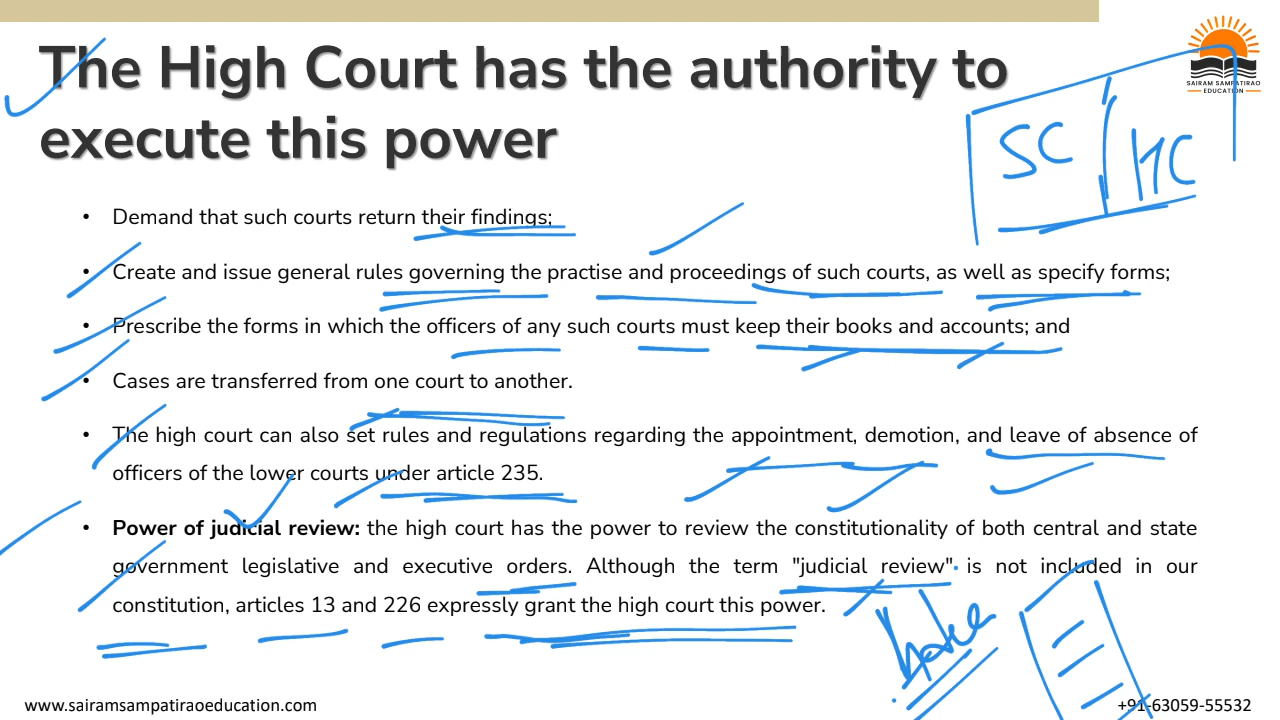 The High Court has the authority to
execute this power
SAIRAM SAMPATIRAO
EDUCATION
SC HC
• Demand that such courts return their findings;
• Create and issue general rules governing the practise and proceedings of such courts, as well as specify forms;
• Prescribe the forms in which the officers of any such courts must keep their books and accounts; and
• Cases are transferred from one court to another.
• The high court can also set rules and regulations regarding the appointment, demotion, and leave of absence of
officers of the lower courts under article 235.
• Power of judicial review: the high court has the power to review the constitutionality of both central and state
government legislative and executive orders. Although the term "judicial review" is not included in our
constitution, articles 13 and 226 expressly grant the high court this power.
www.sairamsampatiraoeducation.com
+91-63059-55532